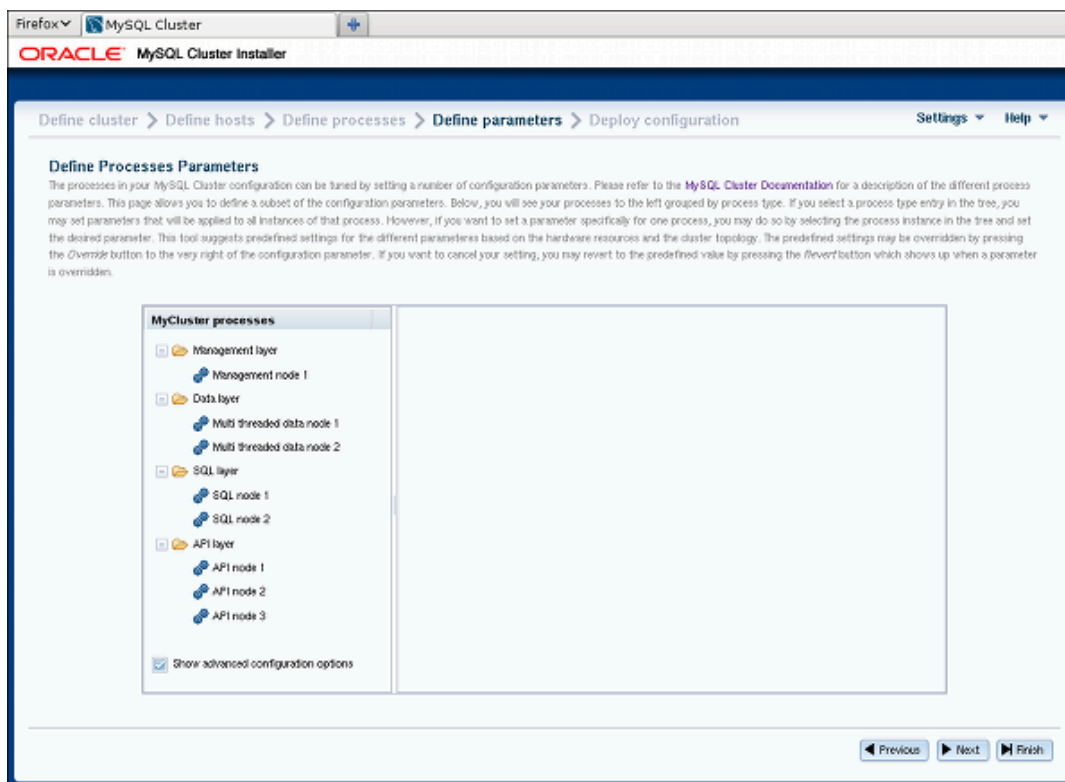 Firefox
MySQL Cluster
ORACLE MySQL Cluster Installer
Define cluster > Define hosts > Define processes > Define parameters > Deploy configuration
Settings
Help
Define Processes Parameters
The processes in your MySQL Cluster configuration can be tuned by setting a number of configuration parameters. Please refer to the MySQL Cluster Documentation for a description of the different process
parameters. This page allows you to define a subset of the configuration parameters. Below, you will see your processes to the left grouped by process type. If you select a process type entry in the tree, you
may set parameters that will be applied to all instances of that process. However, if you want to set a parameter specifically for one process, you may do so by selecting the process instance in the tree and set
the desired parameter. This tool suggests predefined settings for the different parameteres based on the hardware resources and the cluster topology. The predefined settings may be overridden by pressing
the Override button to the very right of the configuration parameter. If you want to cancel your setting, you may revert to the predefined value by pressing the Revert button which shows up when a parameter
is overridden.
MyCluster processes
Management layer
Management node 1
Data layer
Multi threaded data node 1
Multi threaded data node 2
SQL layer
SQL node 1
SQL node 2
API layer
API node 1
API node 2
API node 3
Show advanced configuration options
Previous
Next
Finish